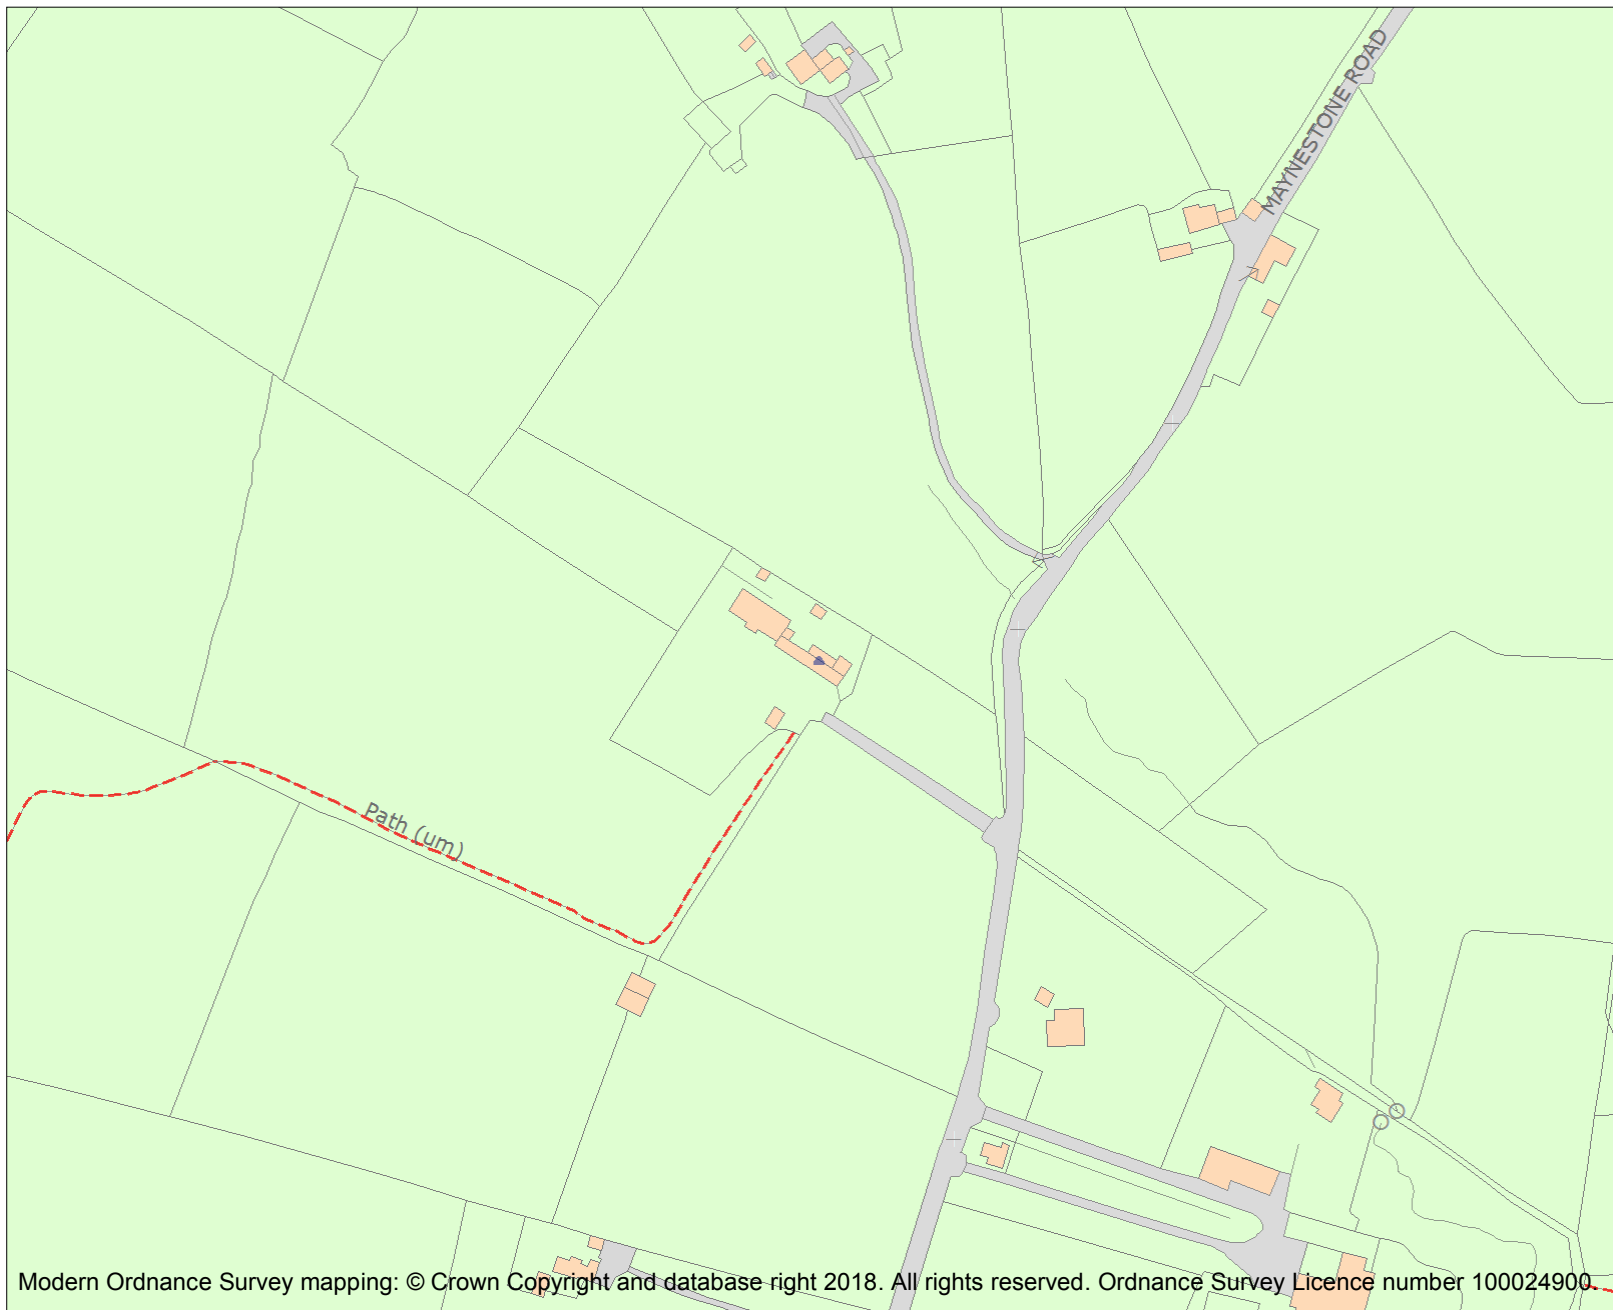 MAYNESTONE ROAD
Path (um)
Modern Ordnance Survey mapping: © Crown Copyright and database right 2018. All rights reserved. Ordnance Survey Licence number 100024900.